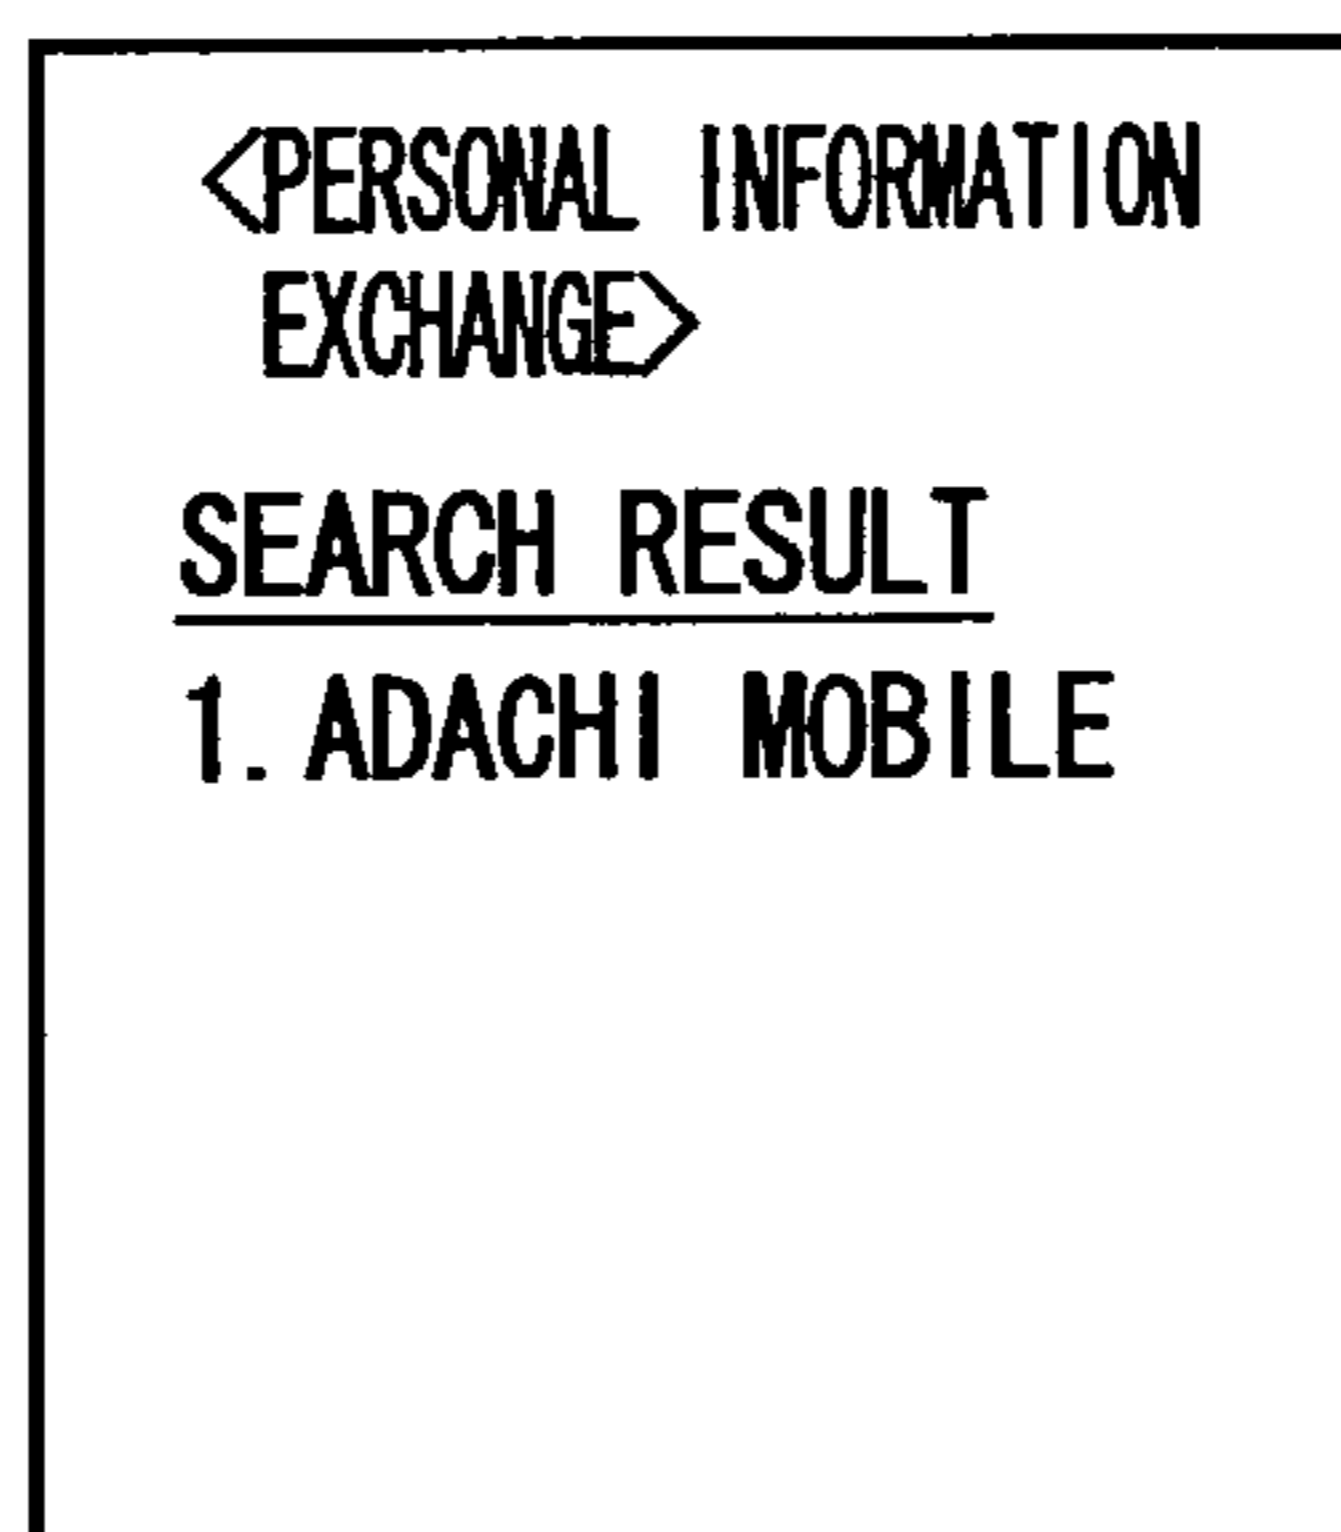 <PERSONAL INFORMATION
EXCHANGE>
SEARCH RESULT
1. ADACHI MOBILE